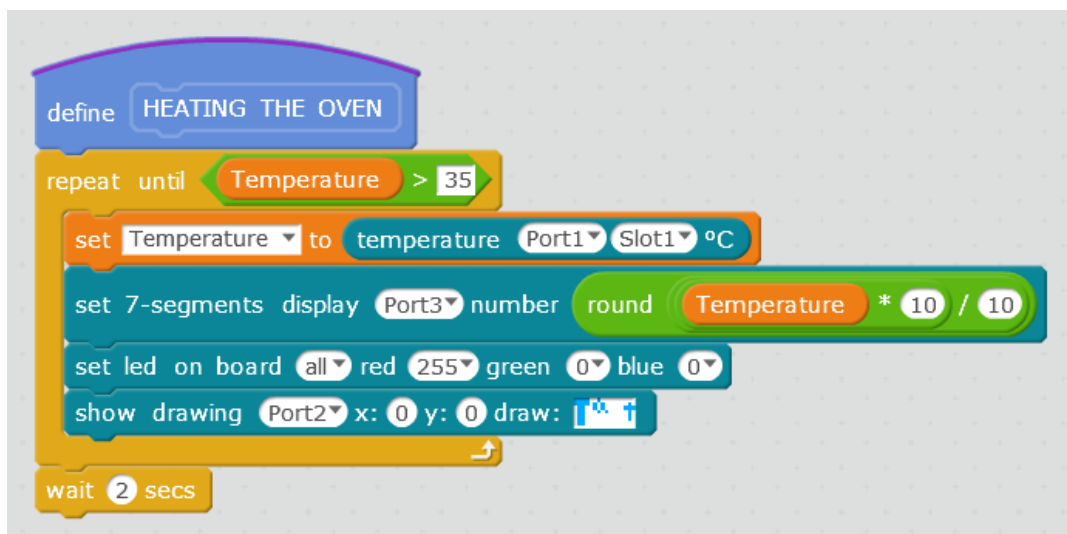 define HEATING THE OVEN
repeat until Temperature > 35
set Temperature to temperature Port1 Slot1 ºC
set 7-segments display Port3 number round Temperature * 10 / 10
set led on board all red 255 green 0 blue 0
show drawing Port2 x: 0 y: 0 draw:
wait 2 secs